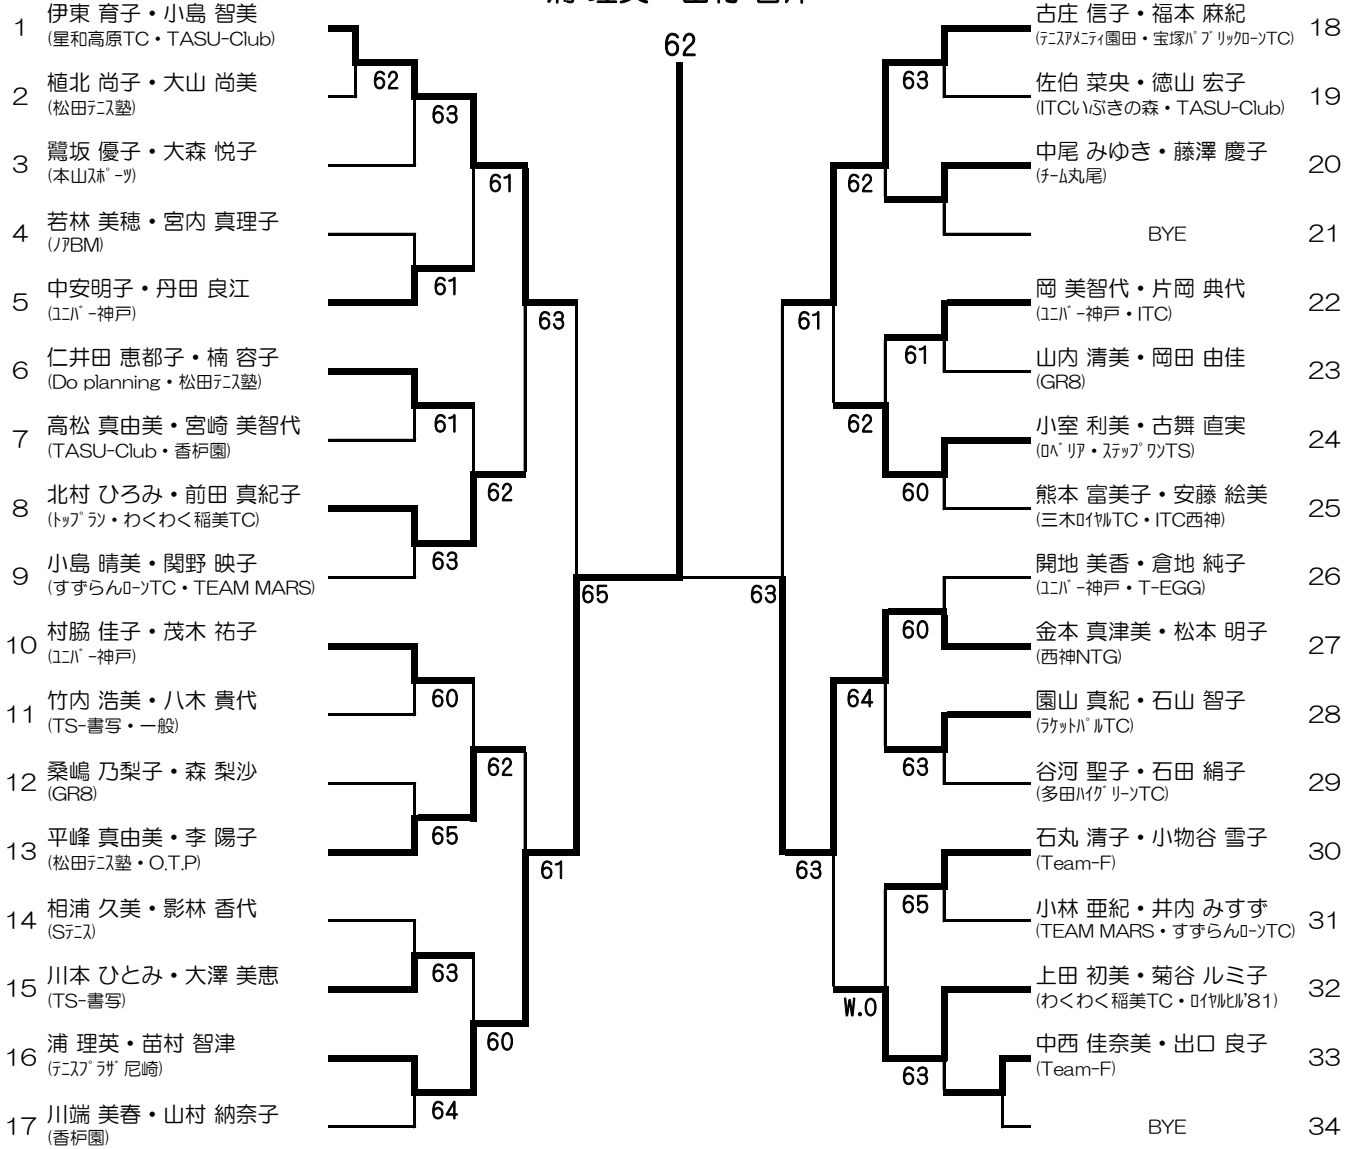 62
1 伊東 育子・小島 智美
(星和高原TC・TASU-Club)
62
2 植北 尚子・大山 尚美
(松田ﾃﾆｽ塾)
63
3 鷺坂 優子・大森 悦子
(本山ｽﾎﾟｰﾂ)
61
4 若林 美穂・宮内 真理子
(ﾉｱBM)
61
5 中安明子・丹田 良江
(ﾕﾆﾊﾞｰ神戸)
63
6 仁井田 恵都子・楠 容子
(Do planning・松田ﾃﾆｽ塾)
61
7 高松 真由美・宮崎 美智代
(TASU-Club・香枦園)
62
8 北村 ひろみ・前田 真紀子
(ﾄｯﾌﾟﾗﾝ・わくわく稲美TC)
63
9 小島 晴美・関野 映子
(すずらんﾛｰﾝTC・TEAM MARS)
65
10 村脇 佳子・茂木 祐子
(ﾕﾆﾊﾞｰ神戸)
60
11 竹内 浩美・八木 貴代
(TS-書写・一般)
62
12 桑嶋 乃梨子・森 梨沙
(GR8)
65
13 平峰 真由美・李 陽子
(松田ﾃﾆｽ塾・O.T.P)
61
14 相浦 久美・影林 香代
(Sﾃﾆｽ)
63
15 川本 ひとみ・大澤 美恵
(TS-書写)
60
16 浦 理英・苗村 智津
(ﾃﾆｽﾌﾟﾗｻﾞ尼崎)
64
17 川端 美春・山村 納奈子
(香枦園)
古庄 信子・福本 麻紀 18
(ﾃﾆｽｱﾒﾆﾃｨ園田・宝塚ﾊﾟﾌﾞﾘｯｸﾛｰﾝTC)
63
佐伯 菜央・徳山 宏子 19
(ITCいぶきの森・TASU-Club)
62
中尾 みゆき・藤澤 慶子 20
(ﾁｰﾑ丸尾)
BYE 21
61
岡 美智代・片岡 典代 22
(ﾕﾆﾊﾞｰ神戸・ITC)
61
山内 清美・岡田 由佳 23
(GR8)
62
小室 利美・古舞 直実 24
(ﾛﾍﾞﾘｱ・ｽﾃｯﾌﾟﾜﾝTS)
60
熊本 富美子・安藤 絵美 25
(三木ﾛｲﾔﾙTC・ITC西神)
63
開地 美香・倉地 純子 26
(ﾕﾆﾊﾞｰ神戸・T-EGG)
60
金本 真津美・松本 明子 27
(西神NTG)
64
園山 真紀・石山 智子 28
(ﾗｹｯﾄﾊﾟﾙTC)
63
谷河 聖子・石田 絹子 29
(多田ﾊｲｸﾞﾘｰﾝTC)
63
石丸 清子・小物谷 雪子 30
(Team-F)
65
小林 亜紀・井内 みすず 31
(TEAM MARS・すずらんﾛｰﾝTC)
W.O
上田 初美・菊谷 ルミ子 32
(わくわく稲美TC・ﾛｲﾔﾙﾋﾙ'81)
63
中西 佳奈美・出口 良子 33
(Team-F)
BYE 34